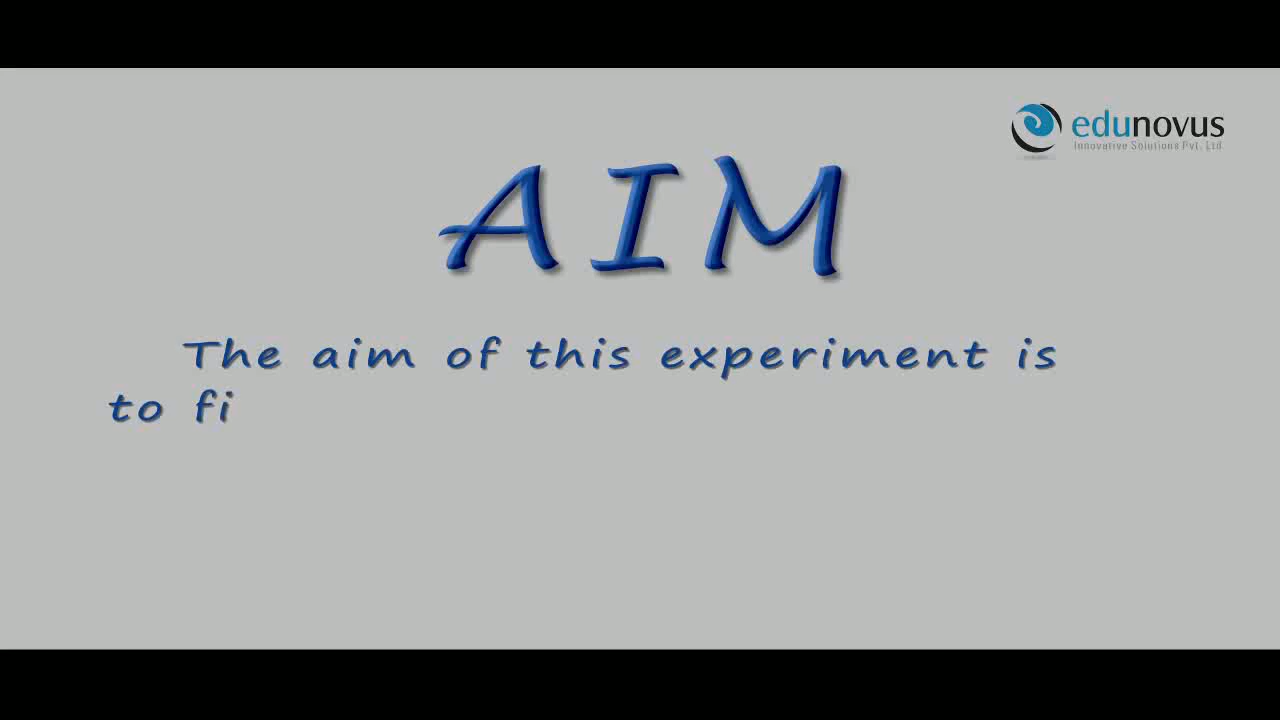 edunovus
Innovative Solutions Pvt. Ltd
AIM
The aim of this experiment is
to fi